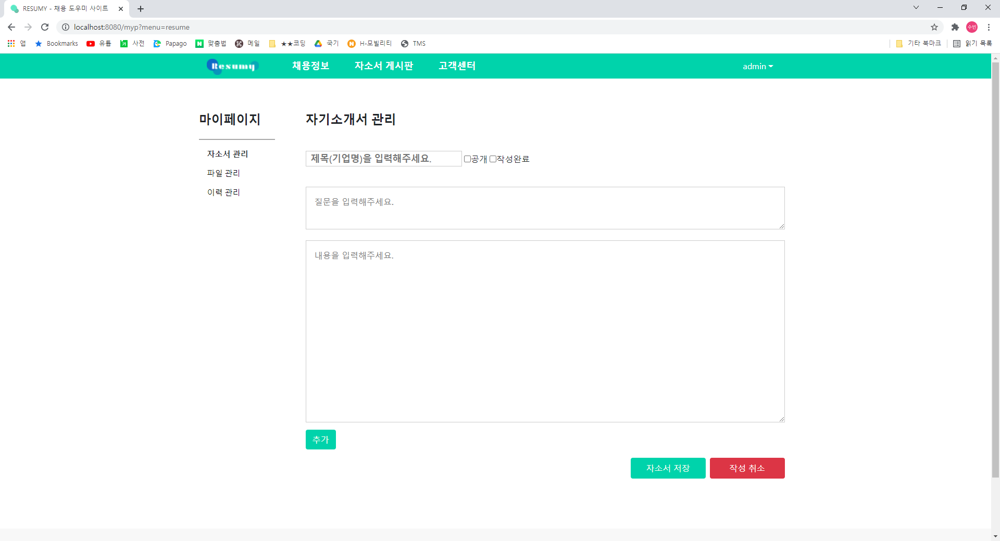 RESUMY - 채용 도우미 사이트
localhost:8080/myp?menu=resume
수빈
앱 Bookmarks 유튭 사전 Papago 맞춤법 메일 ★★코딩 국기 H-모빌리티 TMS 기타 북마크 읽기 목록
Resumy 채용정보 자소서 게시판 고객센터 admin
마이페이지
자소서 관리
파일 관리
이력 관리
자기소개서 관리
제목(기업명)을 입력해주세요. 공개 작성완료
질문을 입력해주세요.
내용을 입력해주세요.
추가
자소서 저장 작성 취소